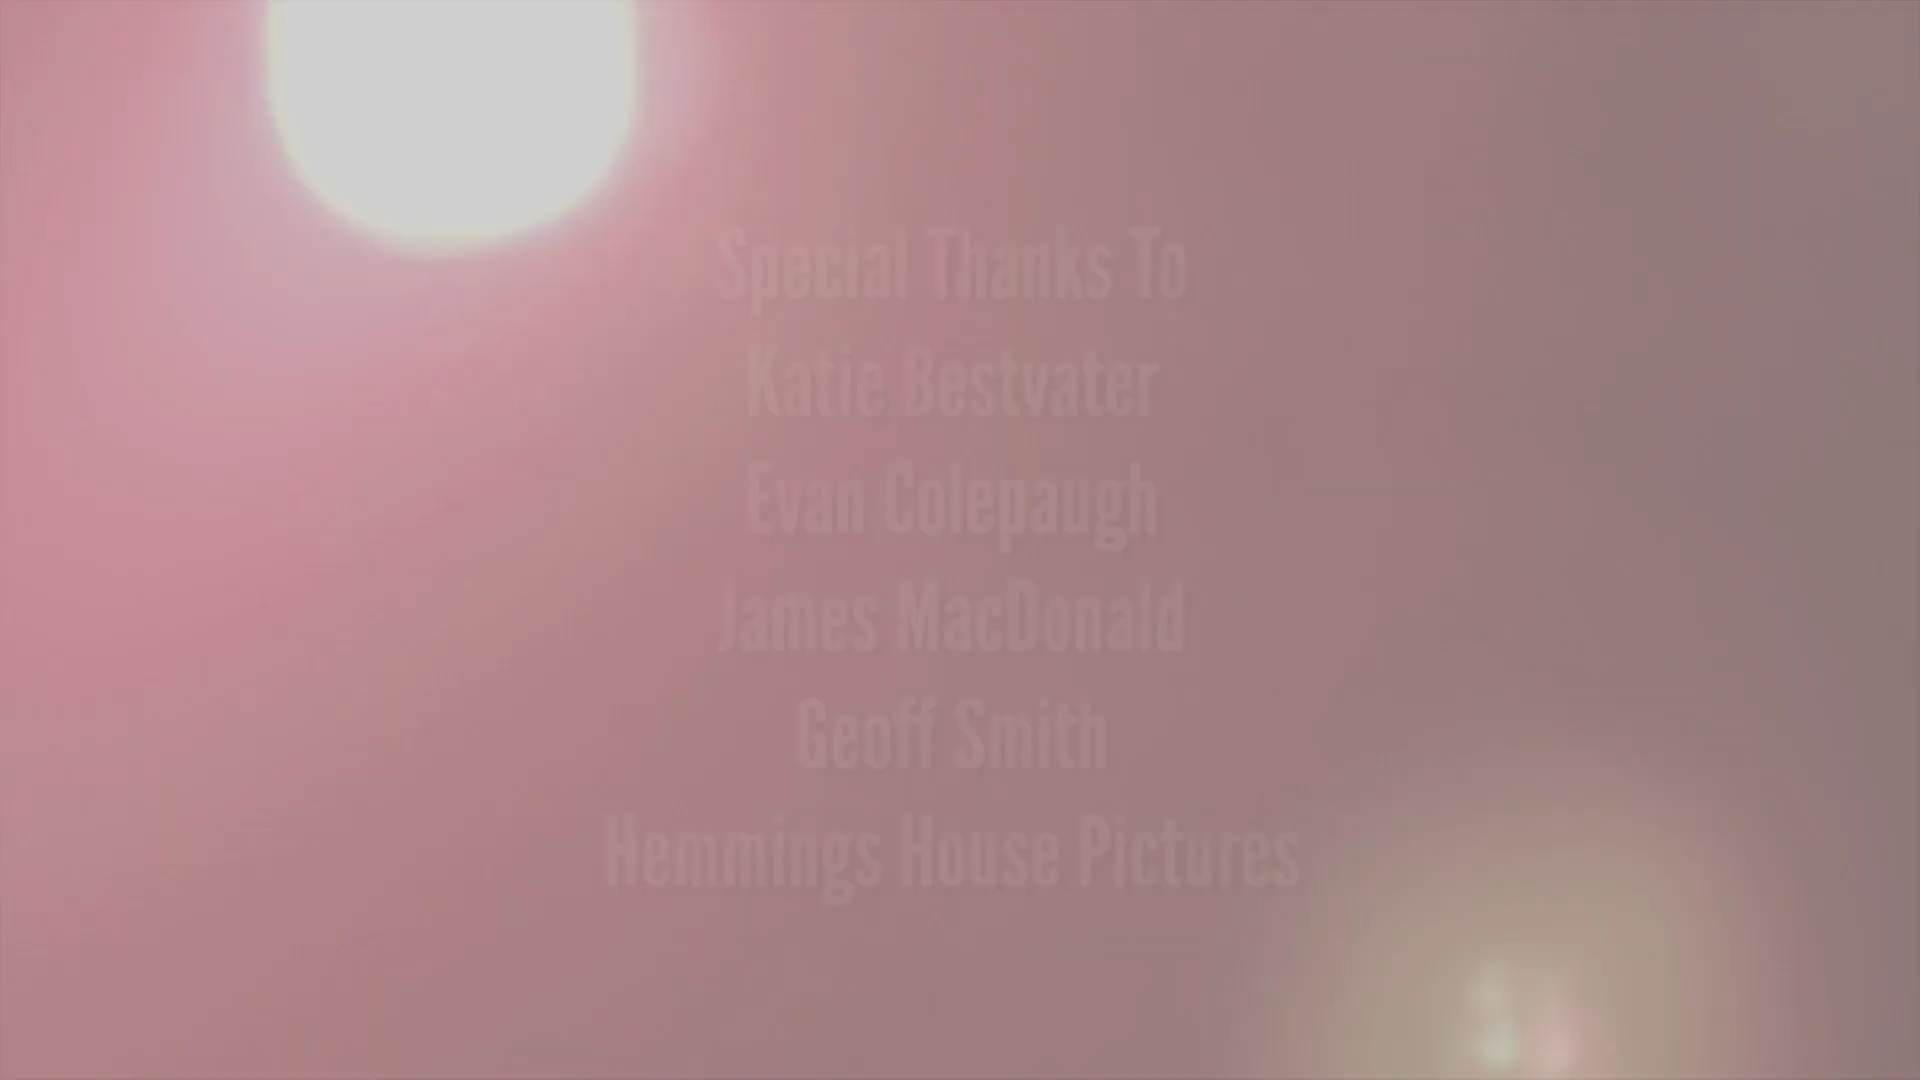 Special Thanks To
Katie Bestvater
Evan Colepaugh
James MacDonald
Geoff Smith
Hemmings House Pictures